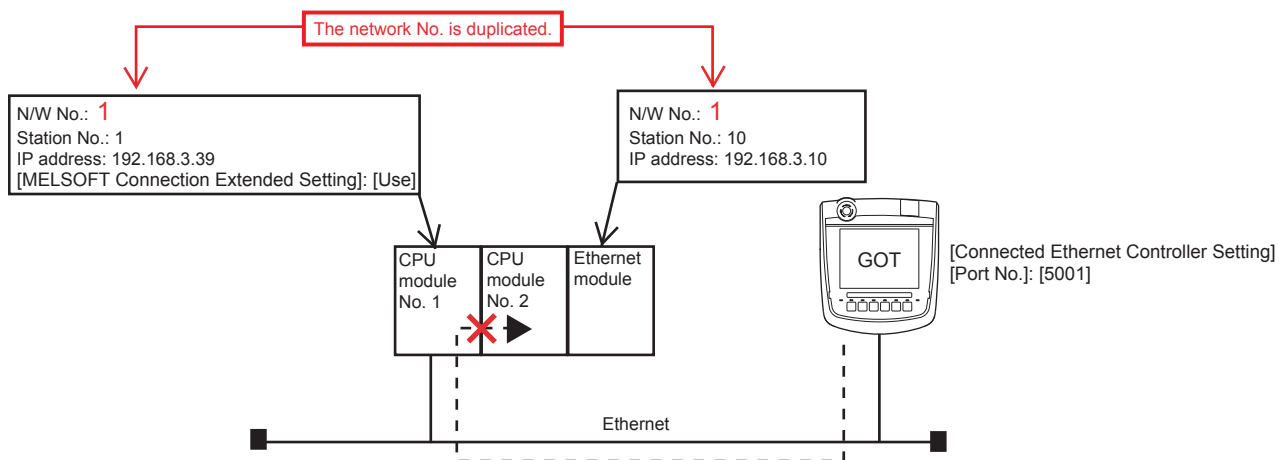 The network No. is duplicated.
N/W No.: 1
Station No.: 1
IP address: 192.168.3.39
[MELSOFT Connection Extended Setting]: [Use]
N/W No.: 1
Station No.: 10
IP address: 192.168.3.10
CPU
module
No. 1
CPU
module
No. 2
Ethernet
module
GOT
[Connected Ethernet Controller Setting]
[Port No.]: [5001]
Ethernet